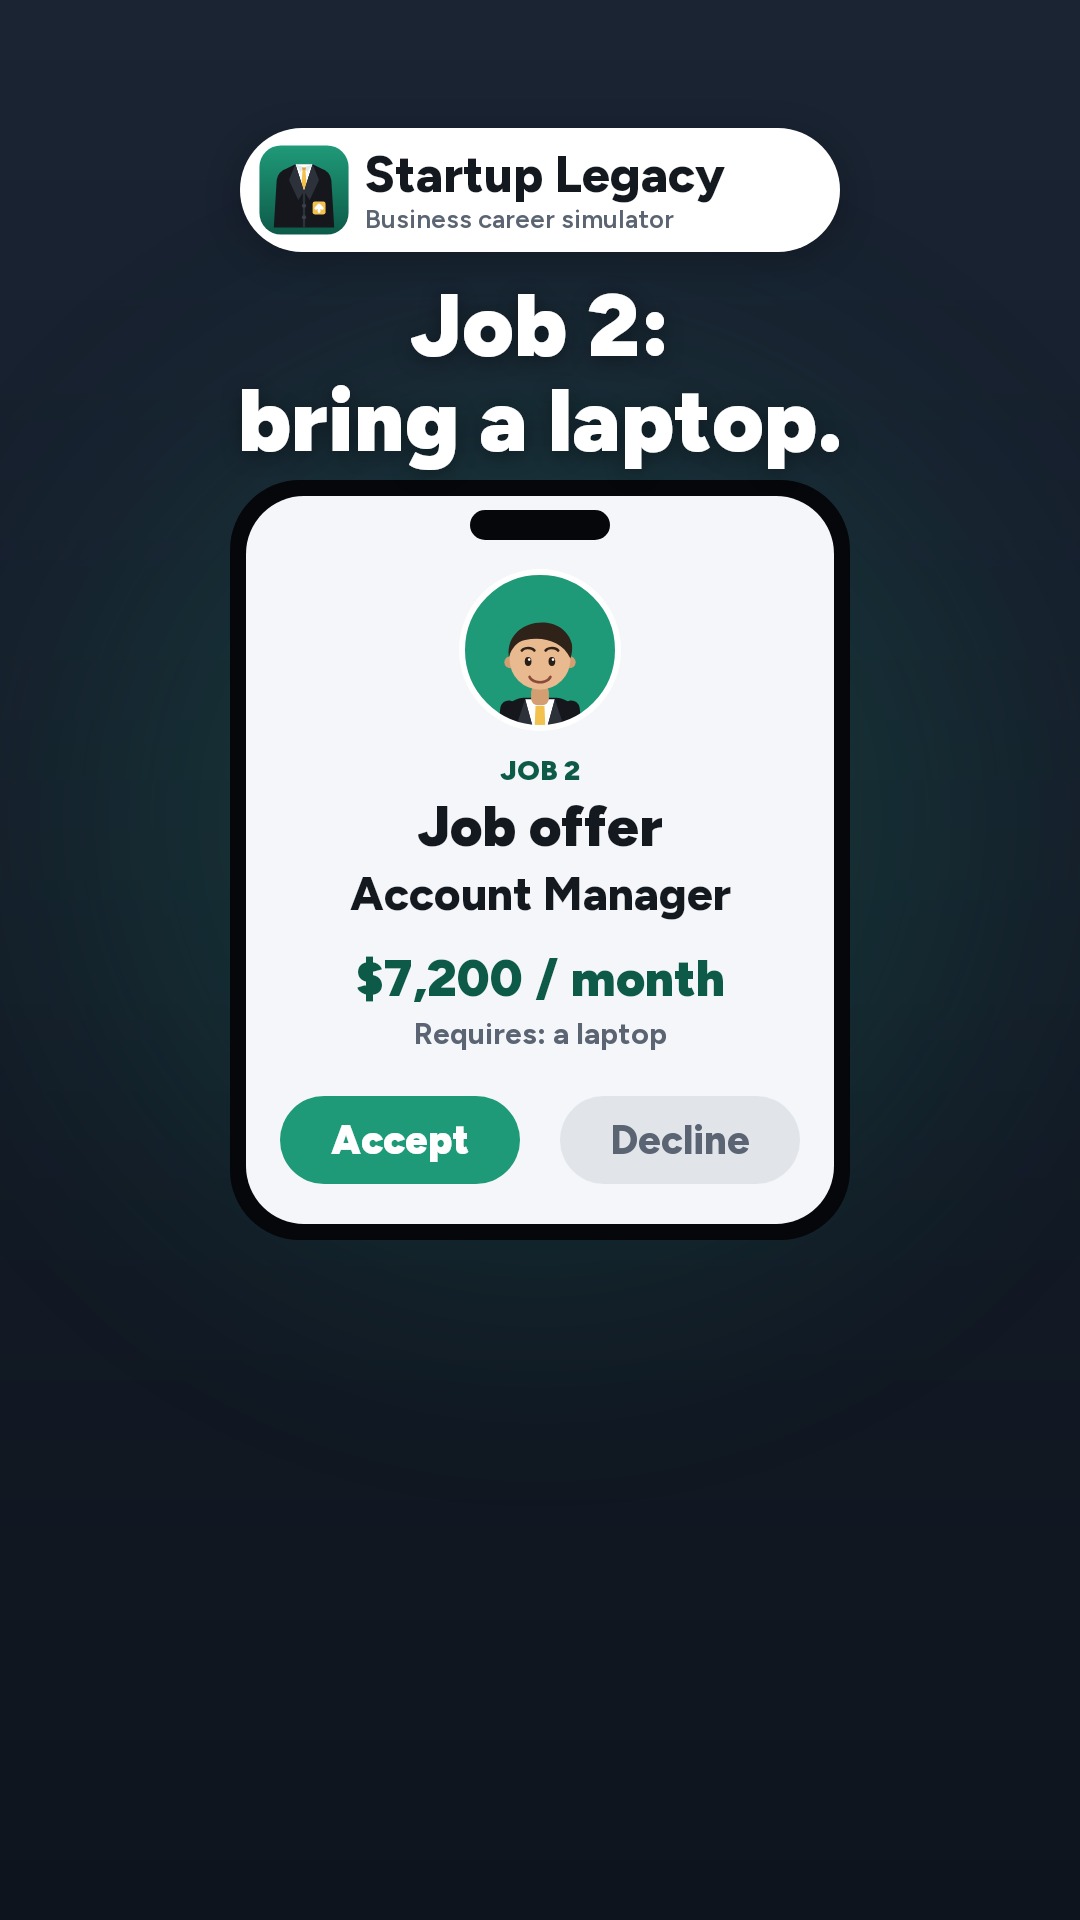 Startup Legacy
Business career simulator
Job 2:
bring a laptop.
JOB 2
Job offer
Account Manager
$7,200 / month
Requires: a laptop
Accept
Decline